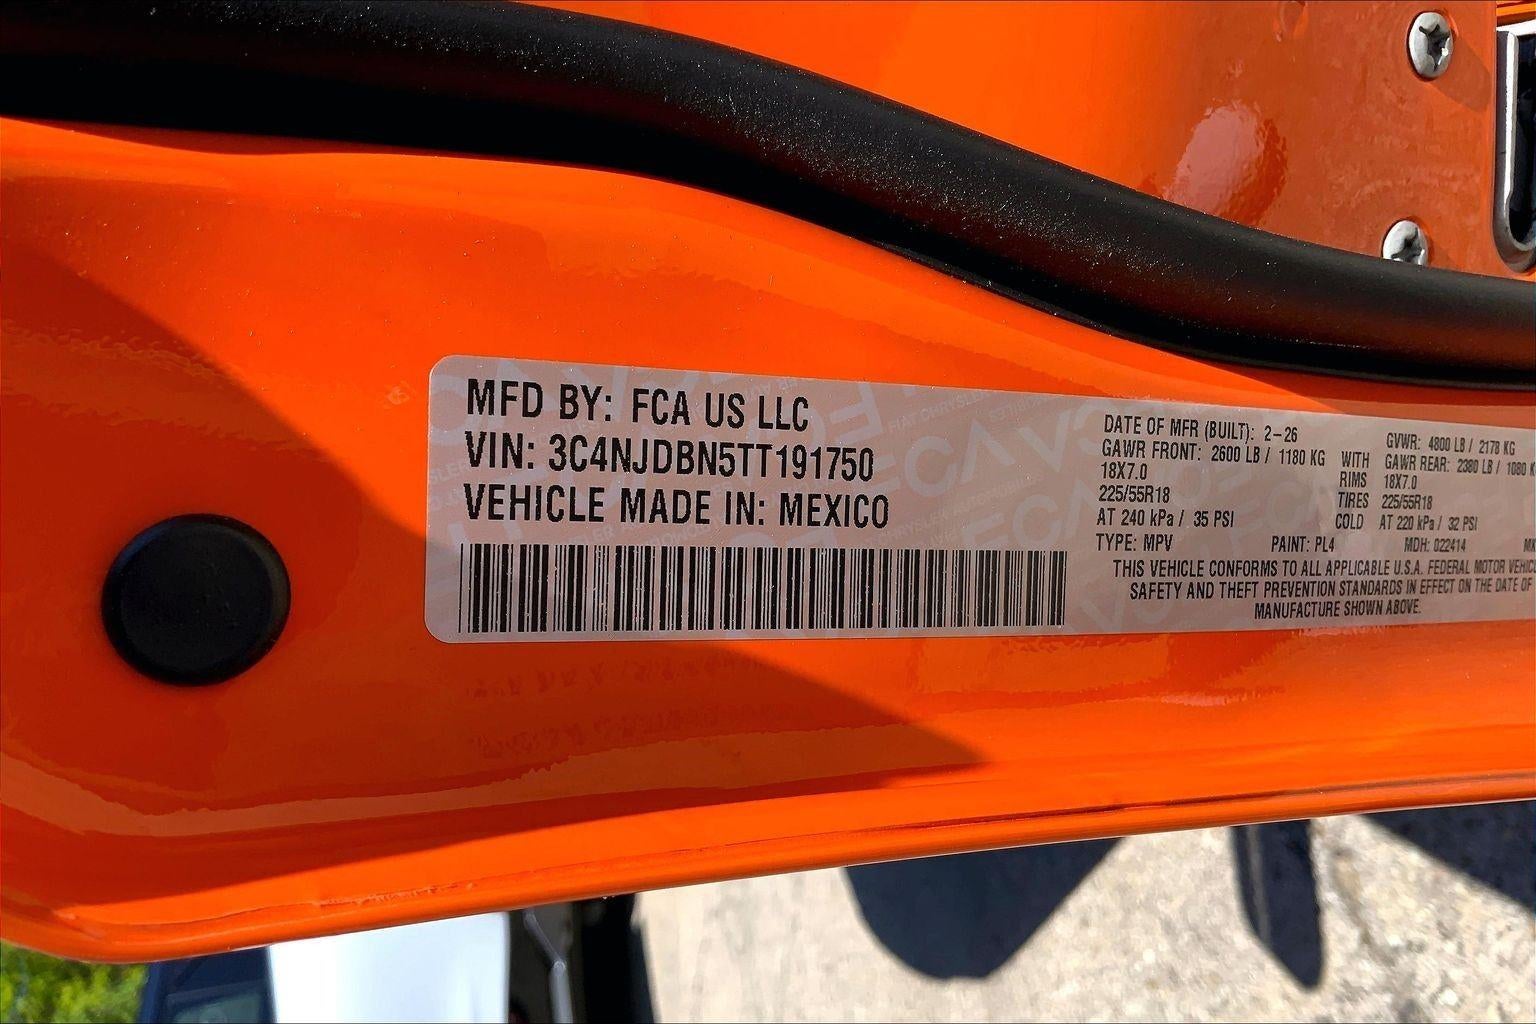 MFD BY: FCA US LLC
VIN: 3C4NJDBN5TT191750
VEHICLE MADE IN: MEXICO
DATE OF MFR (BUILT): 2-26
GAWR FRONT: 2600 LB / 1180 KG
18X7.0
225/55R18
AT 240 kPa / 35 PSI
WITH
RIMS
TIRES
COLD
GVWR: 4800 LB / 2178 KG
GAWR REAR: 2380 LB / 1080 K
18X7.0
225/55R18
AT 220 kPa / 32 PSI
TYPE: MPV PAINT: PL4 MDH: 022414
THIS VEHICLE CONFORMS TO ALL APPLICABLE U.S.A. FEDERAL MOTOR VEHIC
SAFETY AND THEFT PREVENTION STANDARDS IN EFFECT ON THE DATE OF
MANUFACTURE SHOWN ABOVE.